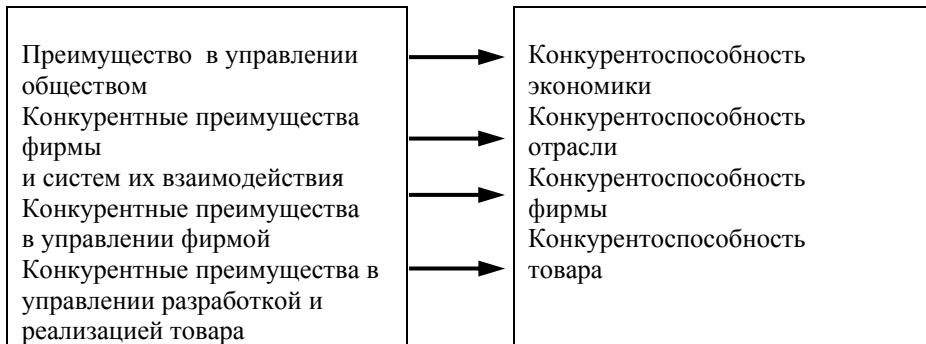 Преимущество в управлении
обществом
Конкурентные преимущества
фирмы
и систем их взаимодействия
Конкурентные преимущества
в управлении фирмой
Конкурентные преимущества в
управлении разработкой и
реализацией товара
Конкурентоспособность
экономики
Конкурентоспособность
отрасли
Конкурентоспособность
фирмы
Конкурентоспособность
товара